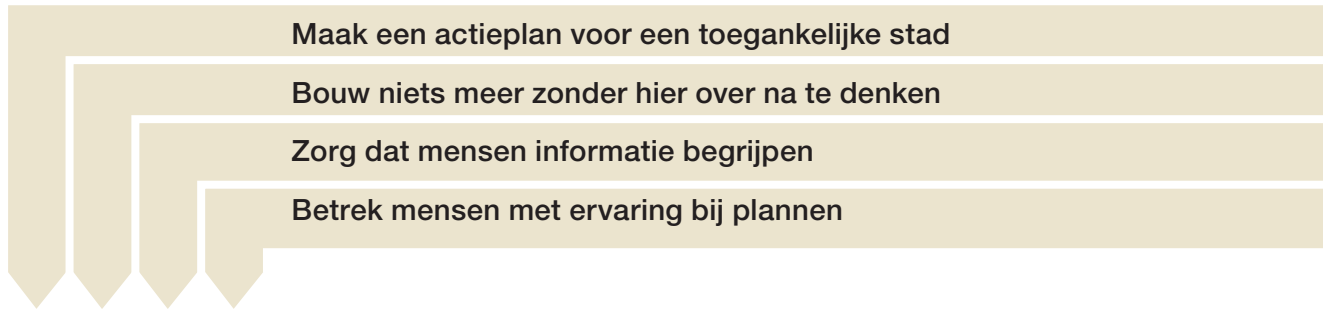 Maak een actieplan voor een toegankelijke stad
Bouw niets meer zonder hier over na te denken
Zorg dat mensen informatie begrijpen
Betrek mensen met ervaring bij plannen